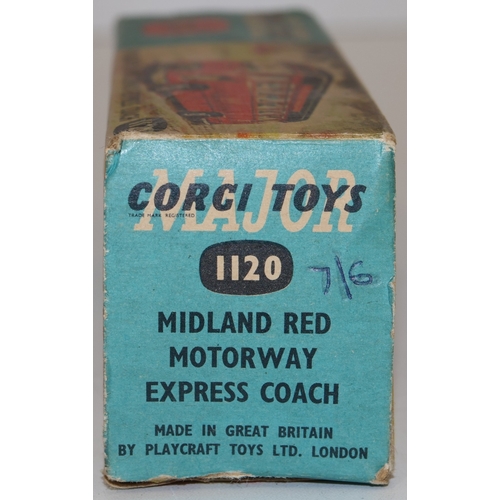 CORGI TOYS
MAJOR
TRADE MARK REGISTERED
1120
7/6
MIDLAND RED
MOTORWAY
EXPRESS COACH
MADE IN GREAT BRITAIN
BY PLAYCRAFT TOYS LTD. LONDON